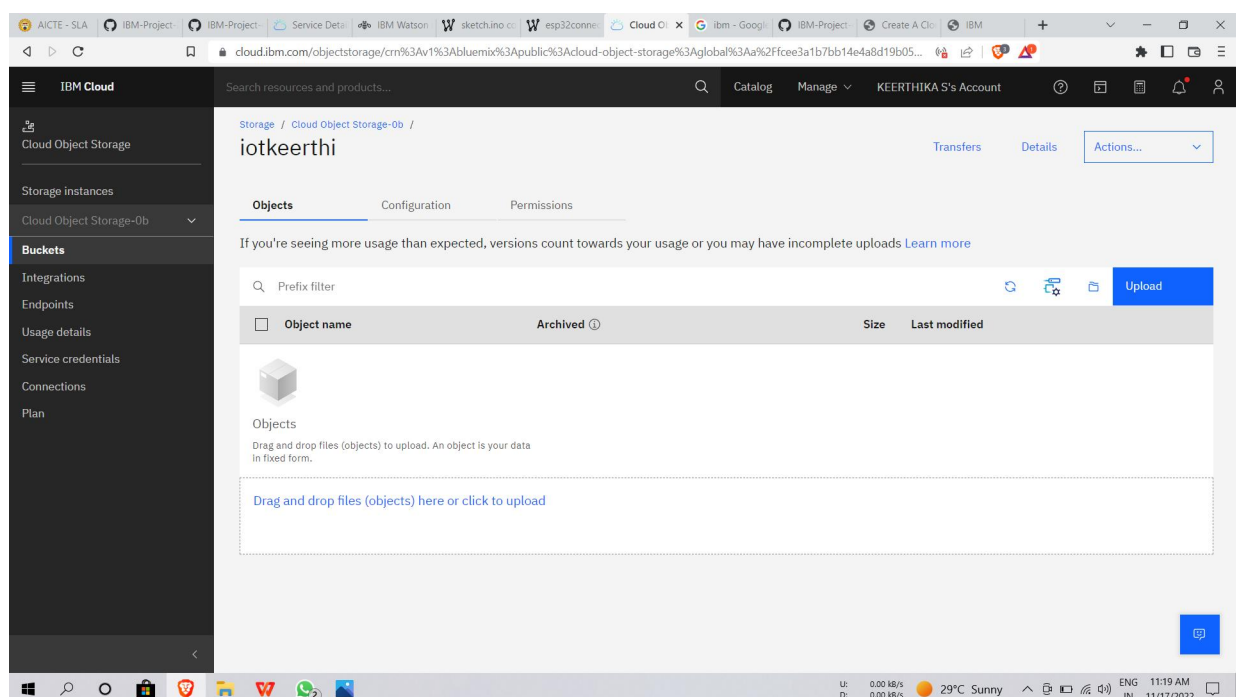 AICTE - SLA
IBM-Project-
IBM-Project-
Service Deta
IBM Watson
sketch.ino co
esp32connec
Cloud Ob
ibm - Google
IBM-Project-
Create A Clo
IBM
cloud.ibm.com/objectstorage/crn%3Av1%3Abluemix%3Apublic%3Acloud-object-storage%3Aglobal%3Aa%2Ffcee3a1b7bb14e4a8d19b05...
IBM Cloud
Search resources and products...
Catalog
Manage
KEERTHIKA S's Account
Cloud Object Storage
Storage instances
Cloud Object Storage-0b
Buckets
Integrations
Endpoints
Usage details
Service credentials
Connections
Plan
Storage / Cloud Object Storage-0b /
iotkeerthi
Transfers
Details
Actions...
Objects
Configuration
Permissions
If you're seeing more usage than expected, versions count towards your usage or you may have incomplete uploads Learn more
Prefix filter
Upload
Object name
Archived
Size
Last modified
Objects
Drag and drop files (objects) to upload. An object is your data
in fixed form.
Drag and drop files (objects) here or click to upload
U: 0.00 kB/s
D: 0.00 kB/s
29°C Sunny
ENG
IN
11:19 AM
11/17/2022